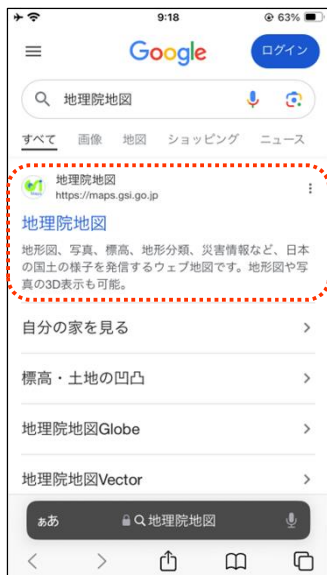 9:18
63%
Google
ログイン
地理院地図
すべて 画像 地図 ショッピング ニュース
地理院地図
https://maps.gsi.go.jp
地理院地図
地形図、写真、標高、地形分類、災害情報など、日本
の国土の様子を発信するウェブ地図です。地形図や写
真の3D表示も可能。
自分の家を見る
標高・土地の凹凸
地理院地図Globe
地理院地図Vector
ぁあ 地理院地図